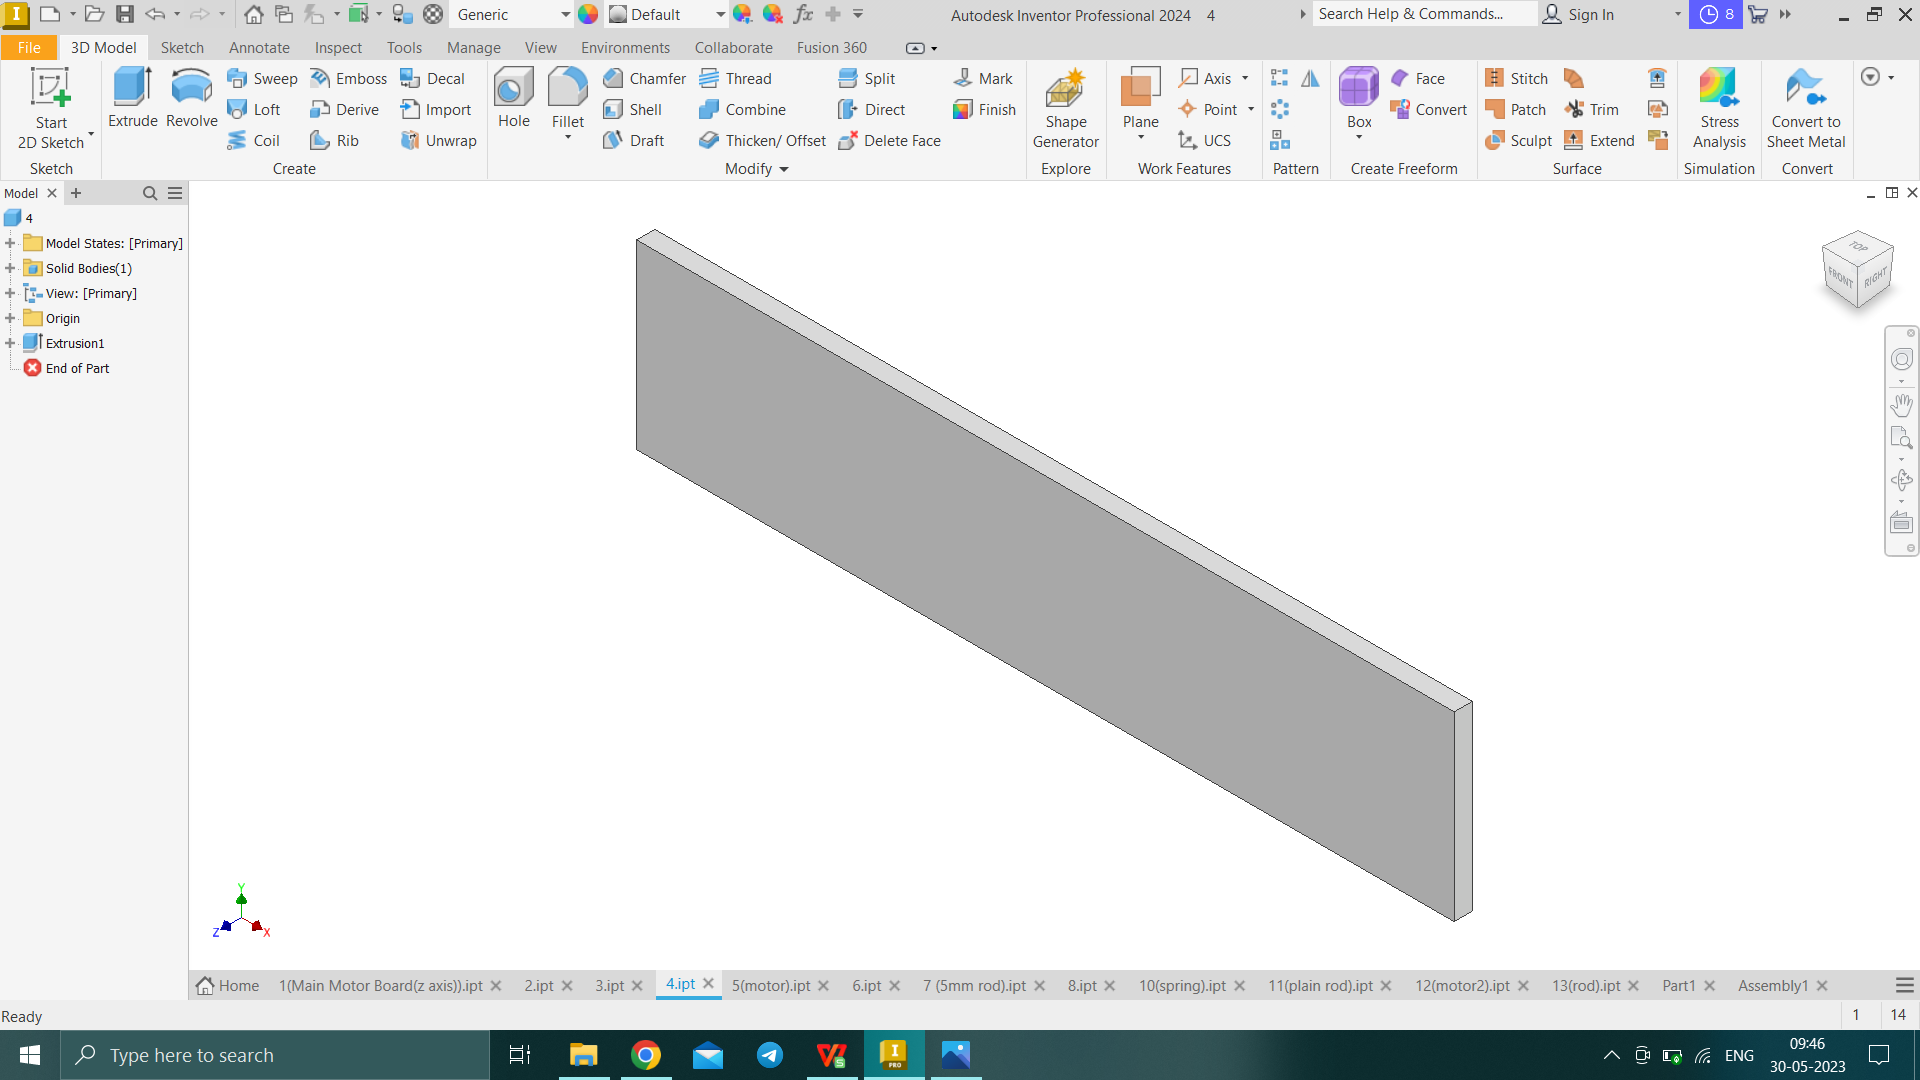 Generic
Default
Autodesk Inventor Professional 2024 4
Search Help & Commands...
Sign In
8
File 3D Model Sketch Annotate Inspect Tools Manage View Environments Collaborate Fusion 360
Start
2D Sketch
Extrude
Revolve
Sweep
Loft
Coil
Emboss
Derive
Rib
Decal
Import
Unwrap
Hole
Fillet
Chamfer
Shell
Draft
Thread
Combine
Thicken/ Offset
Split
Direct
Delete Face
Mark
Finish
Shape
Generator
Plane
Axis
Point
UCS
Box
Face
Convert
Stitch
Patch
Sculpt
Trim
Extend
Stress
Analysis
Convert to
Sheet Metal
Sketch Create Modify Explore Work Features Pattern Create Freeform Surface Simulation Convert
Model
4
Model States: [Primary]
Solid Bodies(1)
View: [Primary]
Origin
Extrusion1
End of Part
TOP
FRONT RIGHT
Y
Z X
Home 1(Main Motor Board(z axis)).ipt 2.ipt 3.ipt 4.ipt 5(motor).ipt 6.ipt 7 (5mm rod).ipt 8.ipt 10(spring).ipt 11(plain rod).ipt 12(motor2).ipt 13(rod).ipt Part1 Assembly1
Ready 1 14
Type here to search
ENG
09:46
30-05-2023